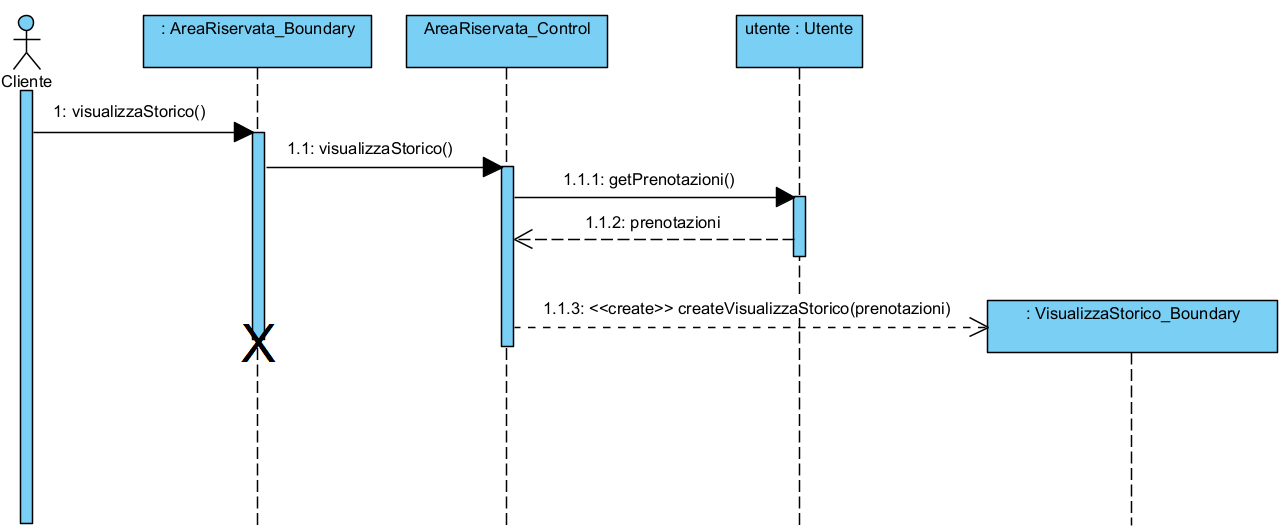 : AreaRiservata_Boundary
AreaRiservata_Control
utente : Utente
Cliente
1: visualizzaStorico()
1.1: visualizzaStorico()
1.1.1: getPrenotazioni()
1.1.2: prenotazioni
1.1.3: <<create>> createVisualizzaStorico(prenotazioni)
: VisualizzaStorico_Boundary